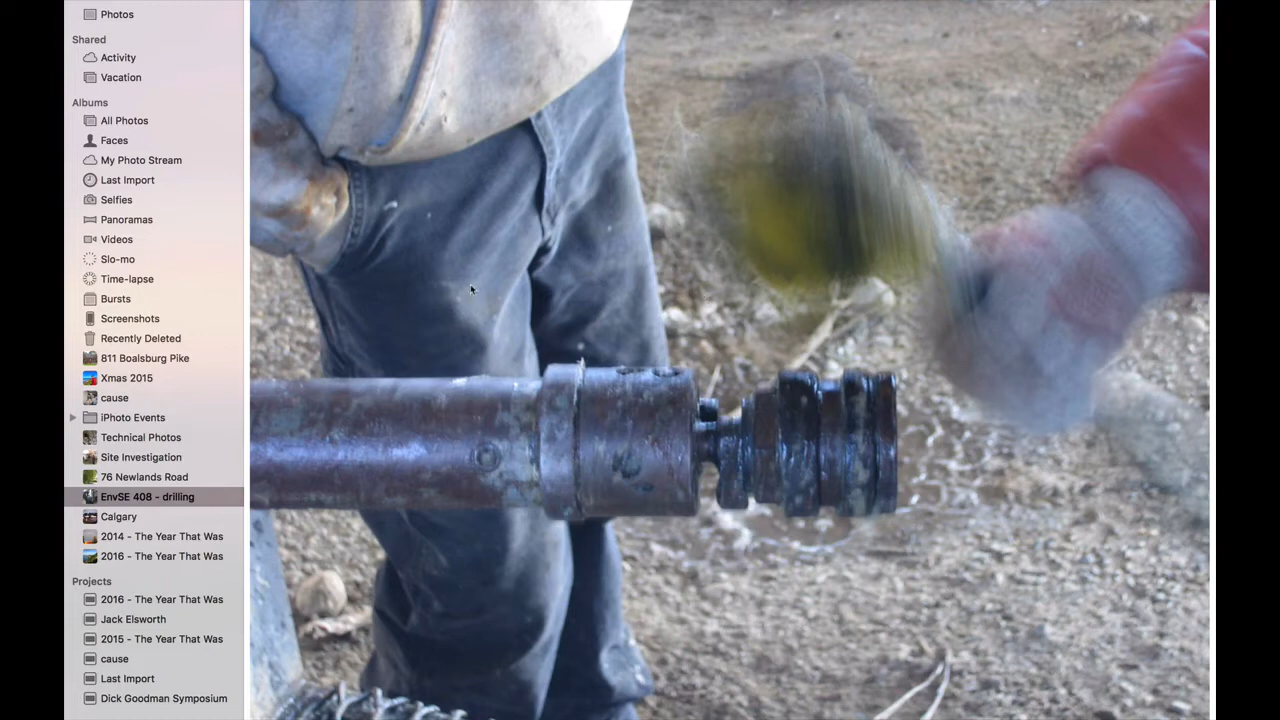 Photos
Shared
Activity
Vacation
Albums
All Photos
Faces
My Photo Stream
Last Import
Selfies
Panoramas
Videos
Slo-mo
Time-lapse
Bursts
Screenshots
Recently Deleted
811 Boalsburg Pike
Xmas 2015
cause
iPhoto Events
Technical Photos
Site Investigation
76 Newlands Road
EnvSE 408 - drilling
Calgary
2014 - The Year That Was
2016 - The Year That Was
Projects
2016 - The Year That Was
Jack Elsworth
2015 - The Year That Was
cause
Last Import
Dick Goodman Symposium